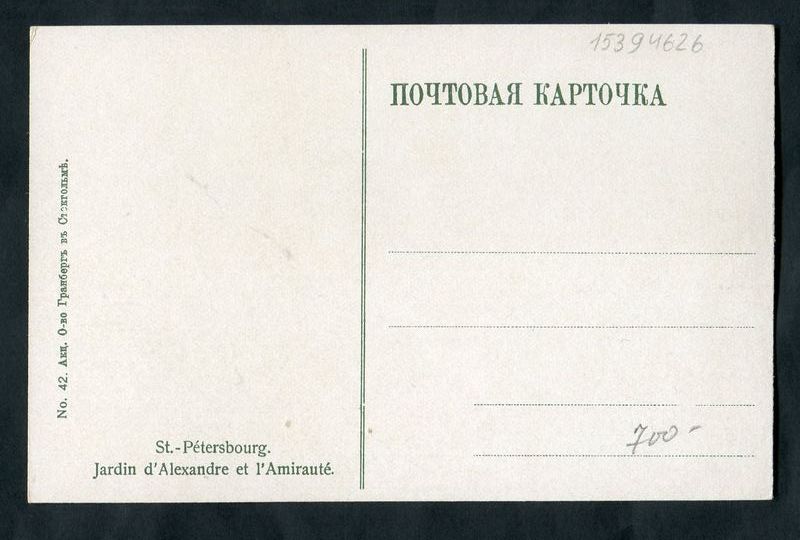 15394626
ПОЧТОВАЯ КАРТОЧКА
No. 42. Акц. О-во Гранбергъ въ Стокгольмѣ.
St.-Pétersbourg.
Jardin d'Alexandre et l'Amirauté.
700-